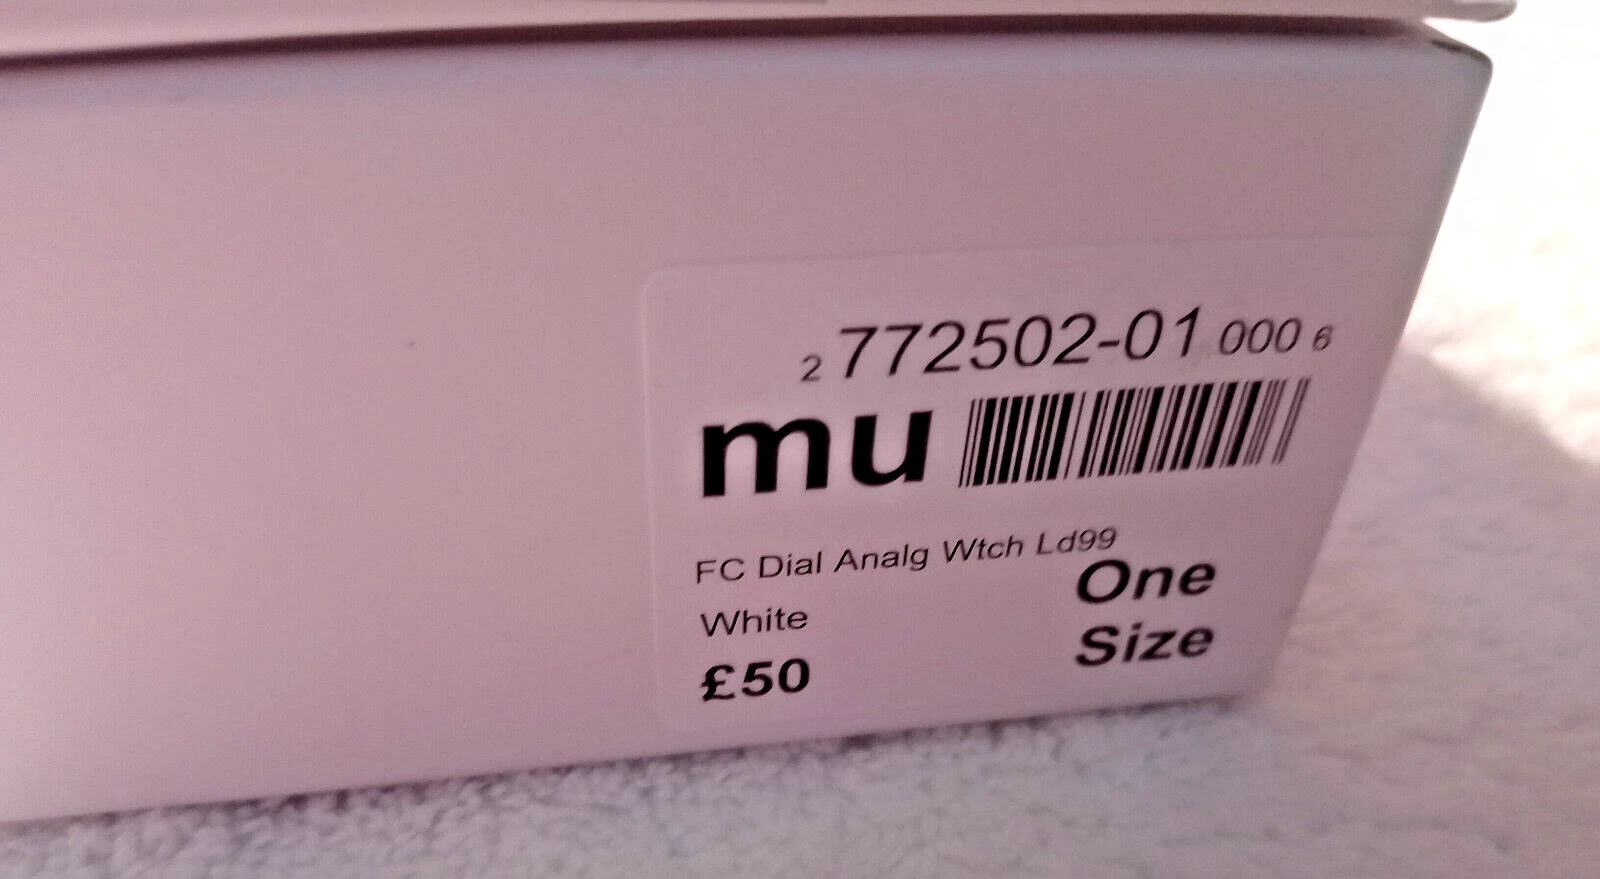 2 772502-01 000 6
mu
FC Dial Analg Wtch Ld99
One
White
Size
£50